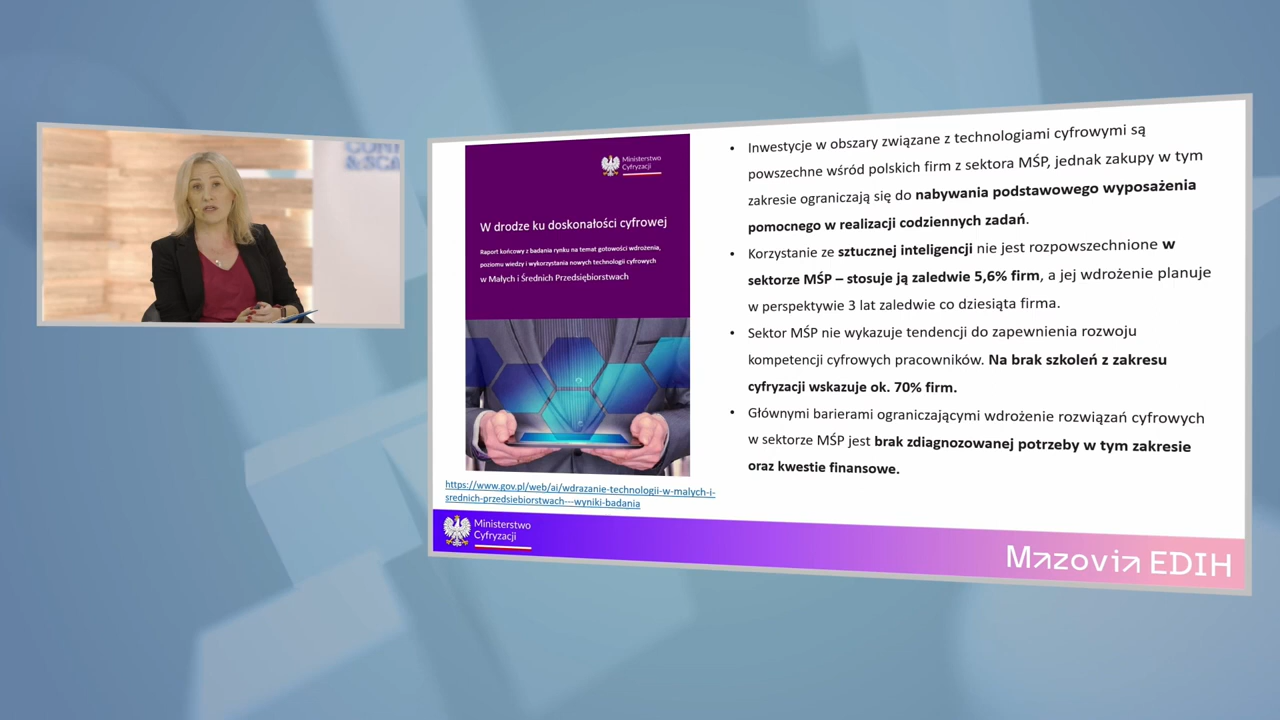 & SCA
Ministerstwo
Cyfryzacji
W drodze ku doskonałości cyfrowej
Raport końcowy z badania rynku na temat gotowości wdrożenia,
poziomu wiedzy i wykorzystania nowych technologii cyfrowych
w Małych i Średnich Przedsiębiorstwach
https://www.gov.pl/web/ai/wdrazanie-technologii-w-malych-i-
srednich-przedsiebiorstwach---wyniki-badania
• Inwestycje w obszary związane z technologiami cyfrowymi są
powszechne wśród polskich firm z sektora MŚP, jednak zakupy w tym
zakresie ograniczają się do nabywania podstawowego wyposażenia
pomocnego w realizacji codziennych zadań.
• Korzystanie ze sztucznej inteligencji nie jest rozpowszechnione w
sektorze MŚP – stosuje ją zaledwie 5,6% firm, a jej wdrożenie planuje
w perspektywie 3 lat zaledwie co dziesiąta firma.
• Sektor MŚP nie wykazuje tendencji do zapewnienia rozwoju
kompetencji cyfrowych pracowników. Na brak szkoleń z zakresu
cyfryzacji wskazuje ok. 70% firm.
• Głównymi barierami ograniczającymi wdrożenie rozwiązań cyfrowych
w sektorze MŚP jest brak zdiagnozowanej potrzeby w tym zakresie
oraz kwestie finansowe.
Ministerstwo
Cyfryzacji
Mazovia EDIH